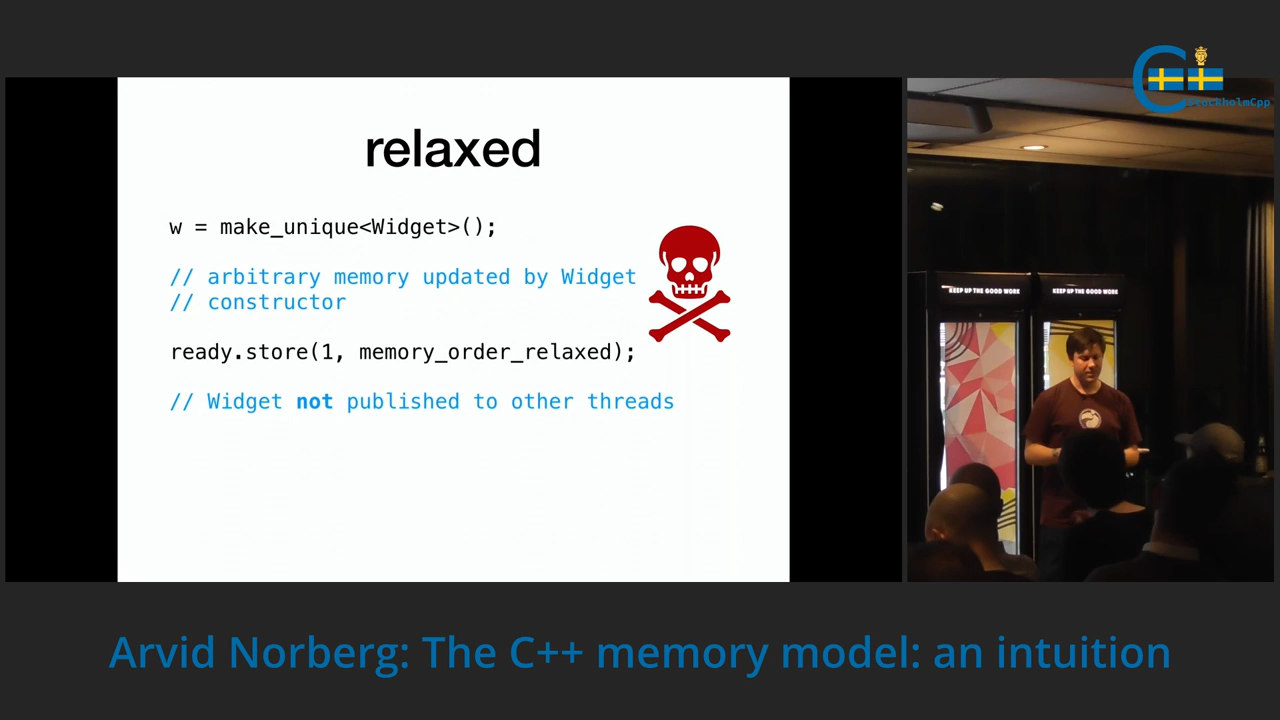 StockholmCpp
relaxed
w = make_unique<Widget>();
// arbitrary memory updated by Widget
// constructor
ready.store(1, memory_order_relaxed);
// Widget not published to other threads
KEEP UP THE GOOD WORK
KEEP UP THE GOOD WORK
Arvid Norberg: The C++ memory model: an intuition